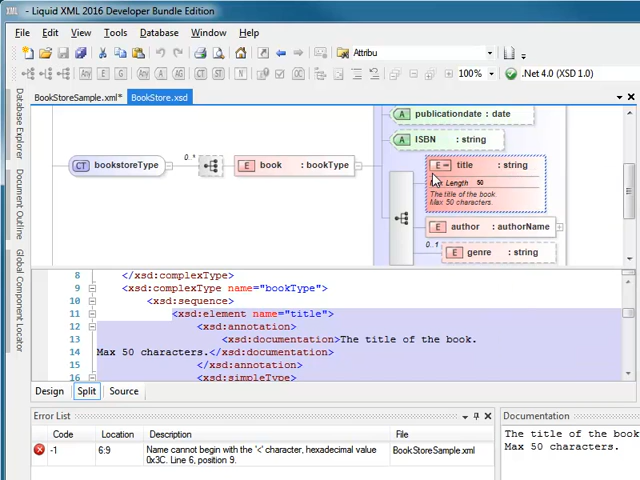 - Liquid XML 2016 Developer Bundle Edition
File Edit View Tools Database Window Help
Attribu
Any E G A CT ST N
100% .Net 4.0 (XSD 1.0)
BookStoreSample.xml* BookStore.xsd
Database Explorer
Document Outline
Global Component Locator
A publicationdate : date
A ISBN : string
CT bookstoreType
0..*
E book : bookType
E title : string
Max Length 50
The title of the book.
Max 50 characters.
E author : authorName
0..1
E genre : string
8 </xsd:complexType>
9 <xsd:complexType name="bookType">
10 <xsd:sequence>
11 <xsd:element name="title">
12 <xsd:annotation>
13 <xsd:documentation>The title of the book.
14 Max 50 characters.</xsd:documentation>
15 </xsd:annotation>
16 <xsd:simpleType>
Design Split Source
Error List
Code Location Description File
-1 6:9 Name cannot begin with the '<' character, hexadecimal value
0x3C. Line 6, position 9. BookStoreSample.xml
Documentation
The title of the book
Max 50 characters.